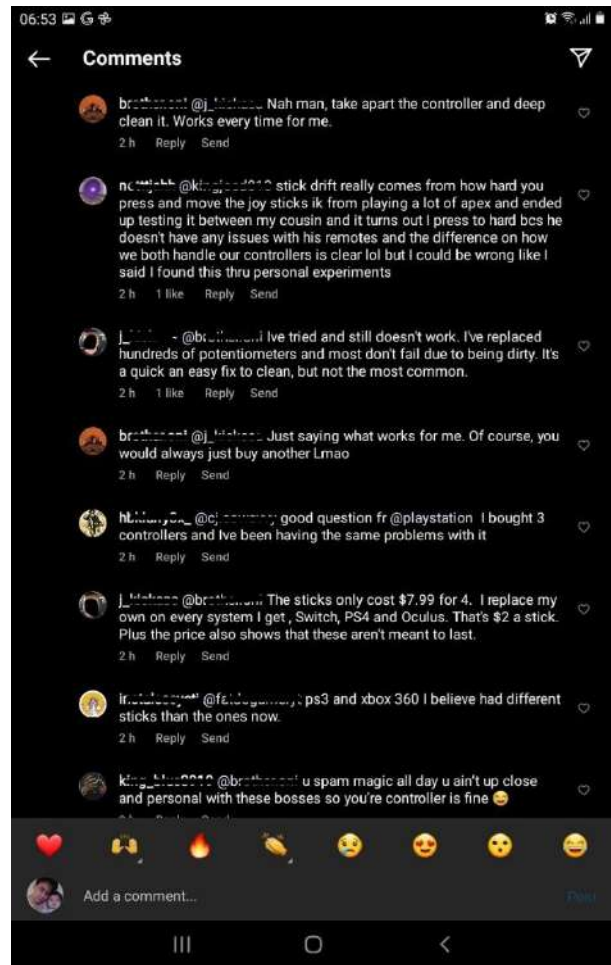 06:53
Comments
Nah man, take apart the controller and deep
clean it. Works every time for me.
2 h Reply Send
stick drift really comes from how hard you
press and move the joy sticks ik from playing a lot of apex and ended
up testing it between my cousin and it turns out I press to hard bcs he
doesn't have any issues with his remotes and the difference on how
we both handle our controllers is clear lol but I could be wrong like I
said I found this thru personal experiments
2 h 1 like Reply Send
Ive tried and still doesn't work. I've replaced
hundreds of potentiometers and most don't fail due to being dirty. It's
a quick an easy fix to clean, but not the most common.
2 h 1 like Reply Send
Just saying what works for me. Of course, you
would always just buy another Lmao
2 h Reply Send
good question fr @playstation I bought 3
controllers and Ive been having the same problems with it
2 h Reply Send
The sticks only cost $7.99 for 4. I replace my
own on every system I get , Switch, PS4 and Oculus. That's $2 a stick.
Plus the price also shows that these aren't meant to last.
2 h Reply Send
ps3 and xbox 360 I believe had different
sticks than the ones now.
2 h Reply Send
u spam magic all day u ain't up close
and personal with these bosses so you're controller is fine 😅
Add a comment...
Post